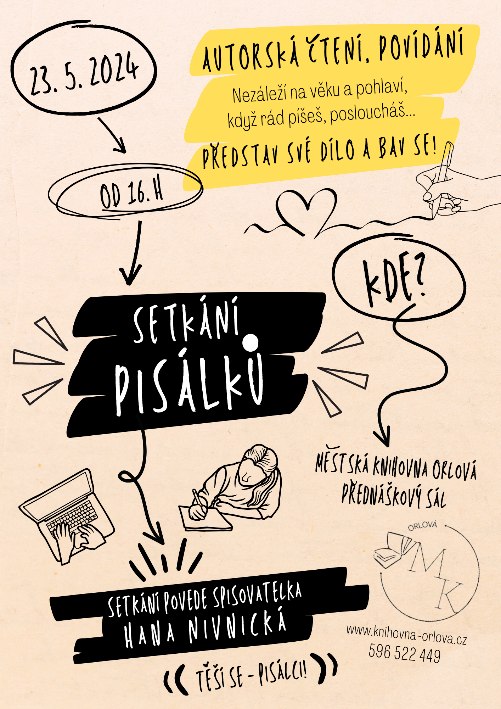 23. 5. 2024
AUTORSKÁ ČTENÍ, POVÍDÁNÍ
Nezáleží na věku a pohlaví,
když rád píšeš, posloucháš...
PŘEDSTAV SVÉ DÍLO A BAV SE!
OD 16. H
KDE?
SETKÁNÍ
PISÁLKŮ
MĚSTSKÁ KNIHOVNA ORLOVÁ
PŘEDNÁŠKOVÝ SÁL
ORLOVÁ
MK
SETKÁNÍ POVEDE SPISOVATELKA
HANA NIVNICKÁ
www.knihovna-orlova.cz
596 522 449
((TĚŠÍ SE - PISÁLCI!))